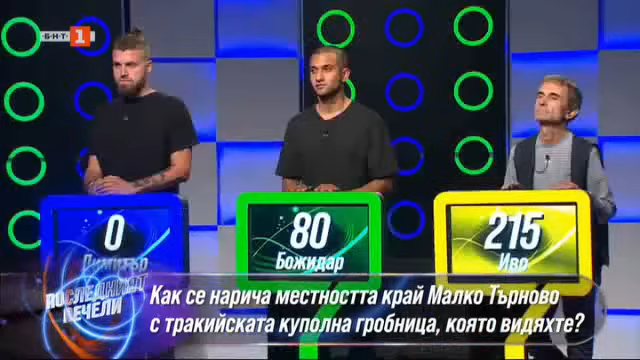 БНТ 1
0
Димитър
80
Божидар
215
Иво
ПОСЛЕДНИЯТ
ПЕЧЕЛИ
Как се нарича местността край Малко Търново
с тракийската куполна гробница, която видяхте?